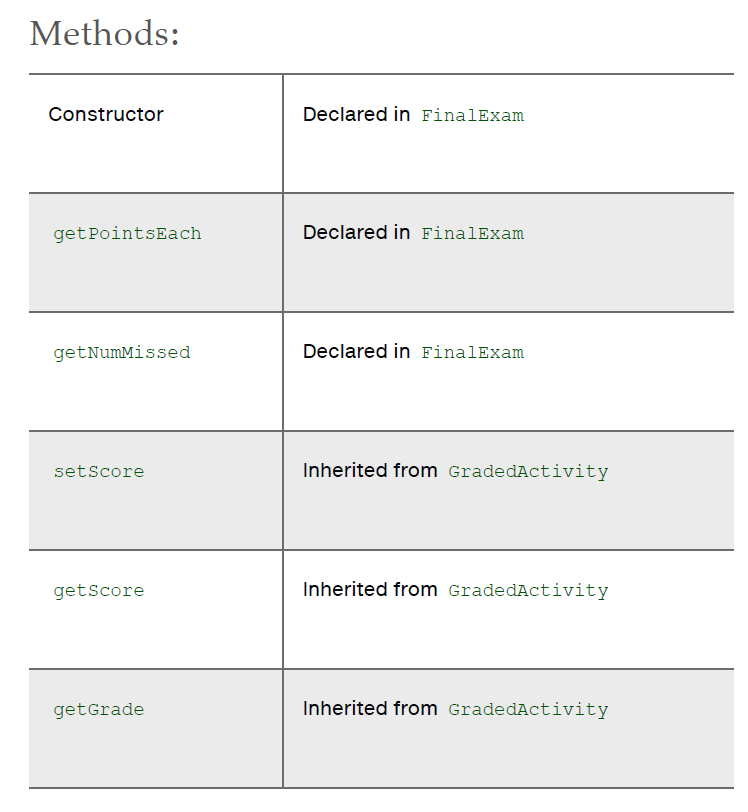 Methods:
Constructor Declared in FinalExam
getPointsEach Declared in FinalExam
getNumMissed Declared in FinalExam
setScore Inherited from GradedActivity
getScore Inherited from GradedActivity
getGrade Inherited from GradedActivity